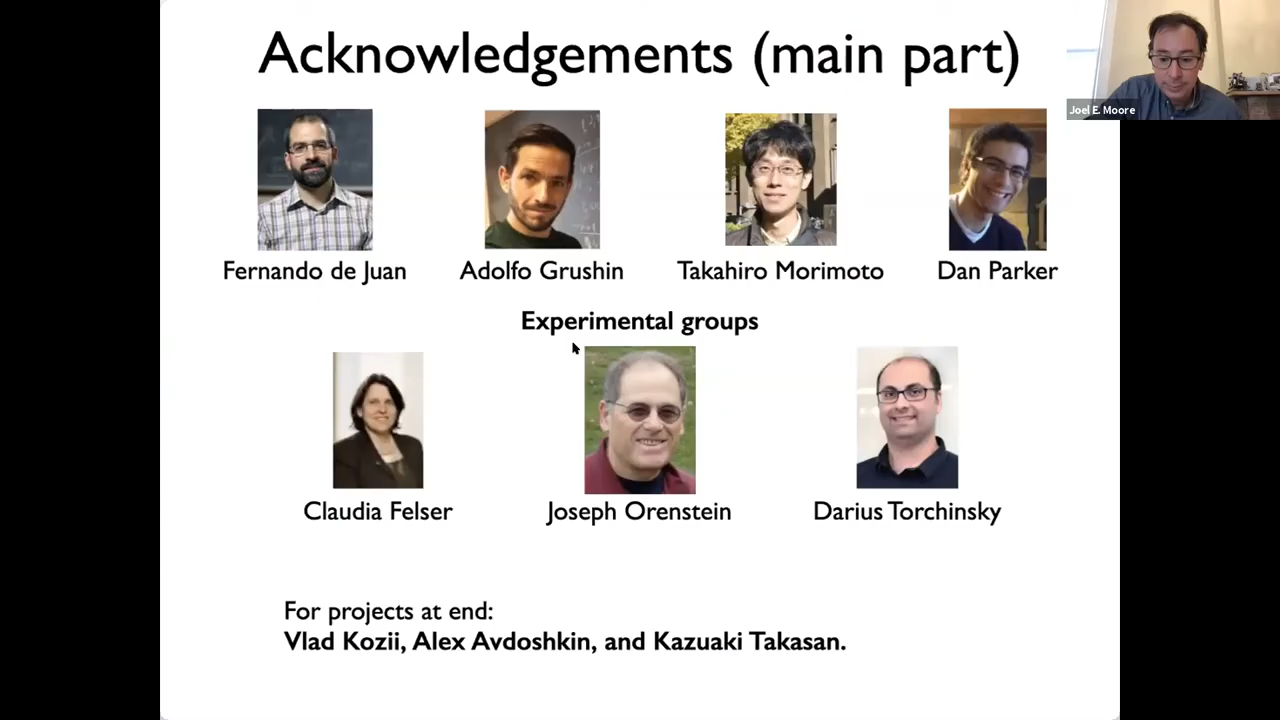 Acknowledgements (main part)
Joel E. Moore
Fernando de Juan
Adolfo Grushin
Takahiro Morimoto
Dan Parker
Experimental groups
Claudia Felser
Joseph Orenstein
Darius Torchinsky
For projects at end:
Vlad Kozii, Alex Avdoshkin, and Kazuaki Takasan.